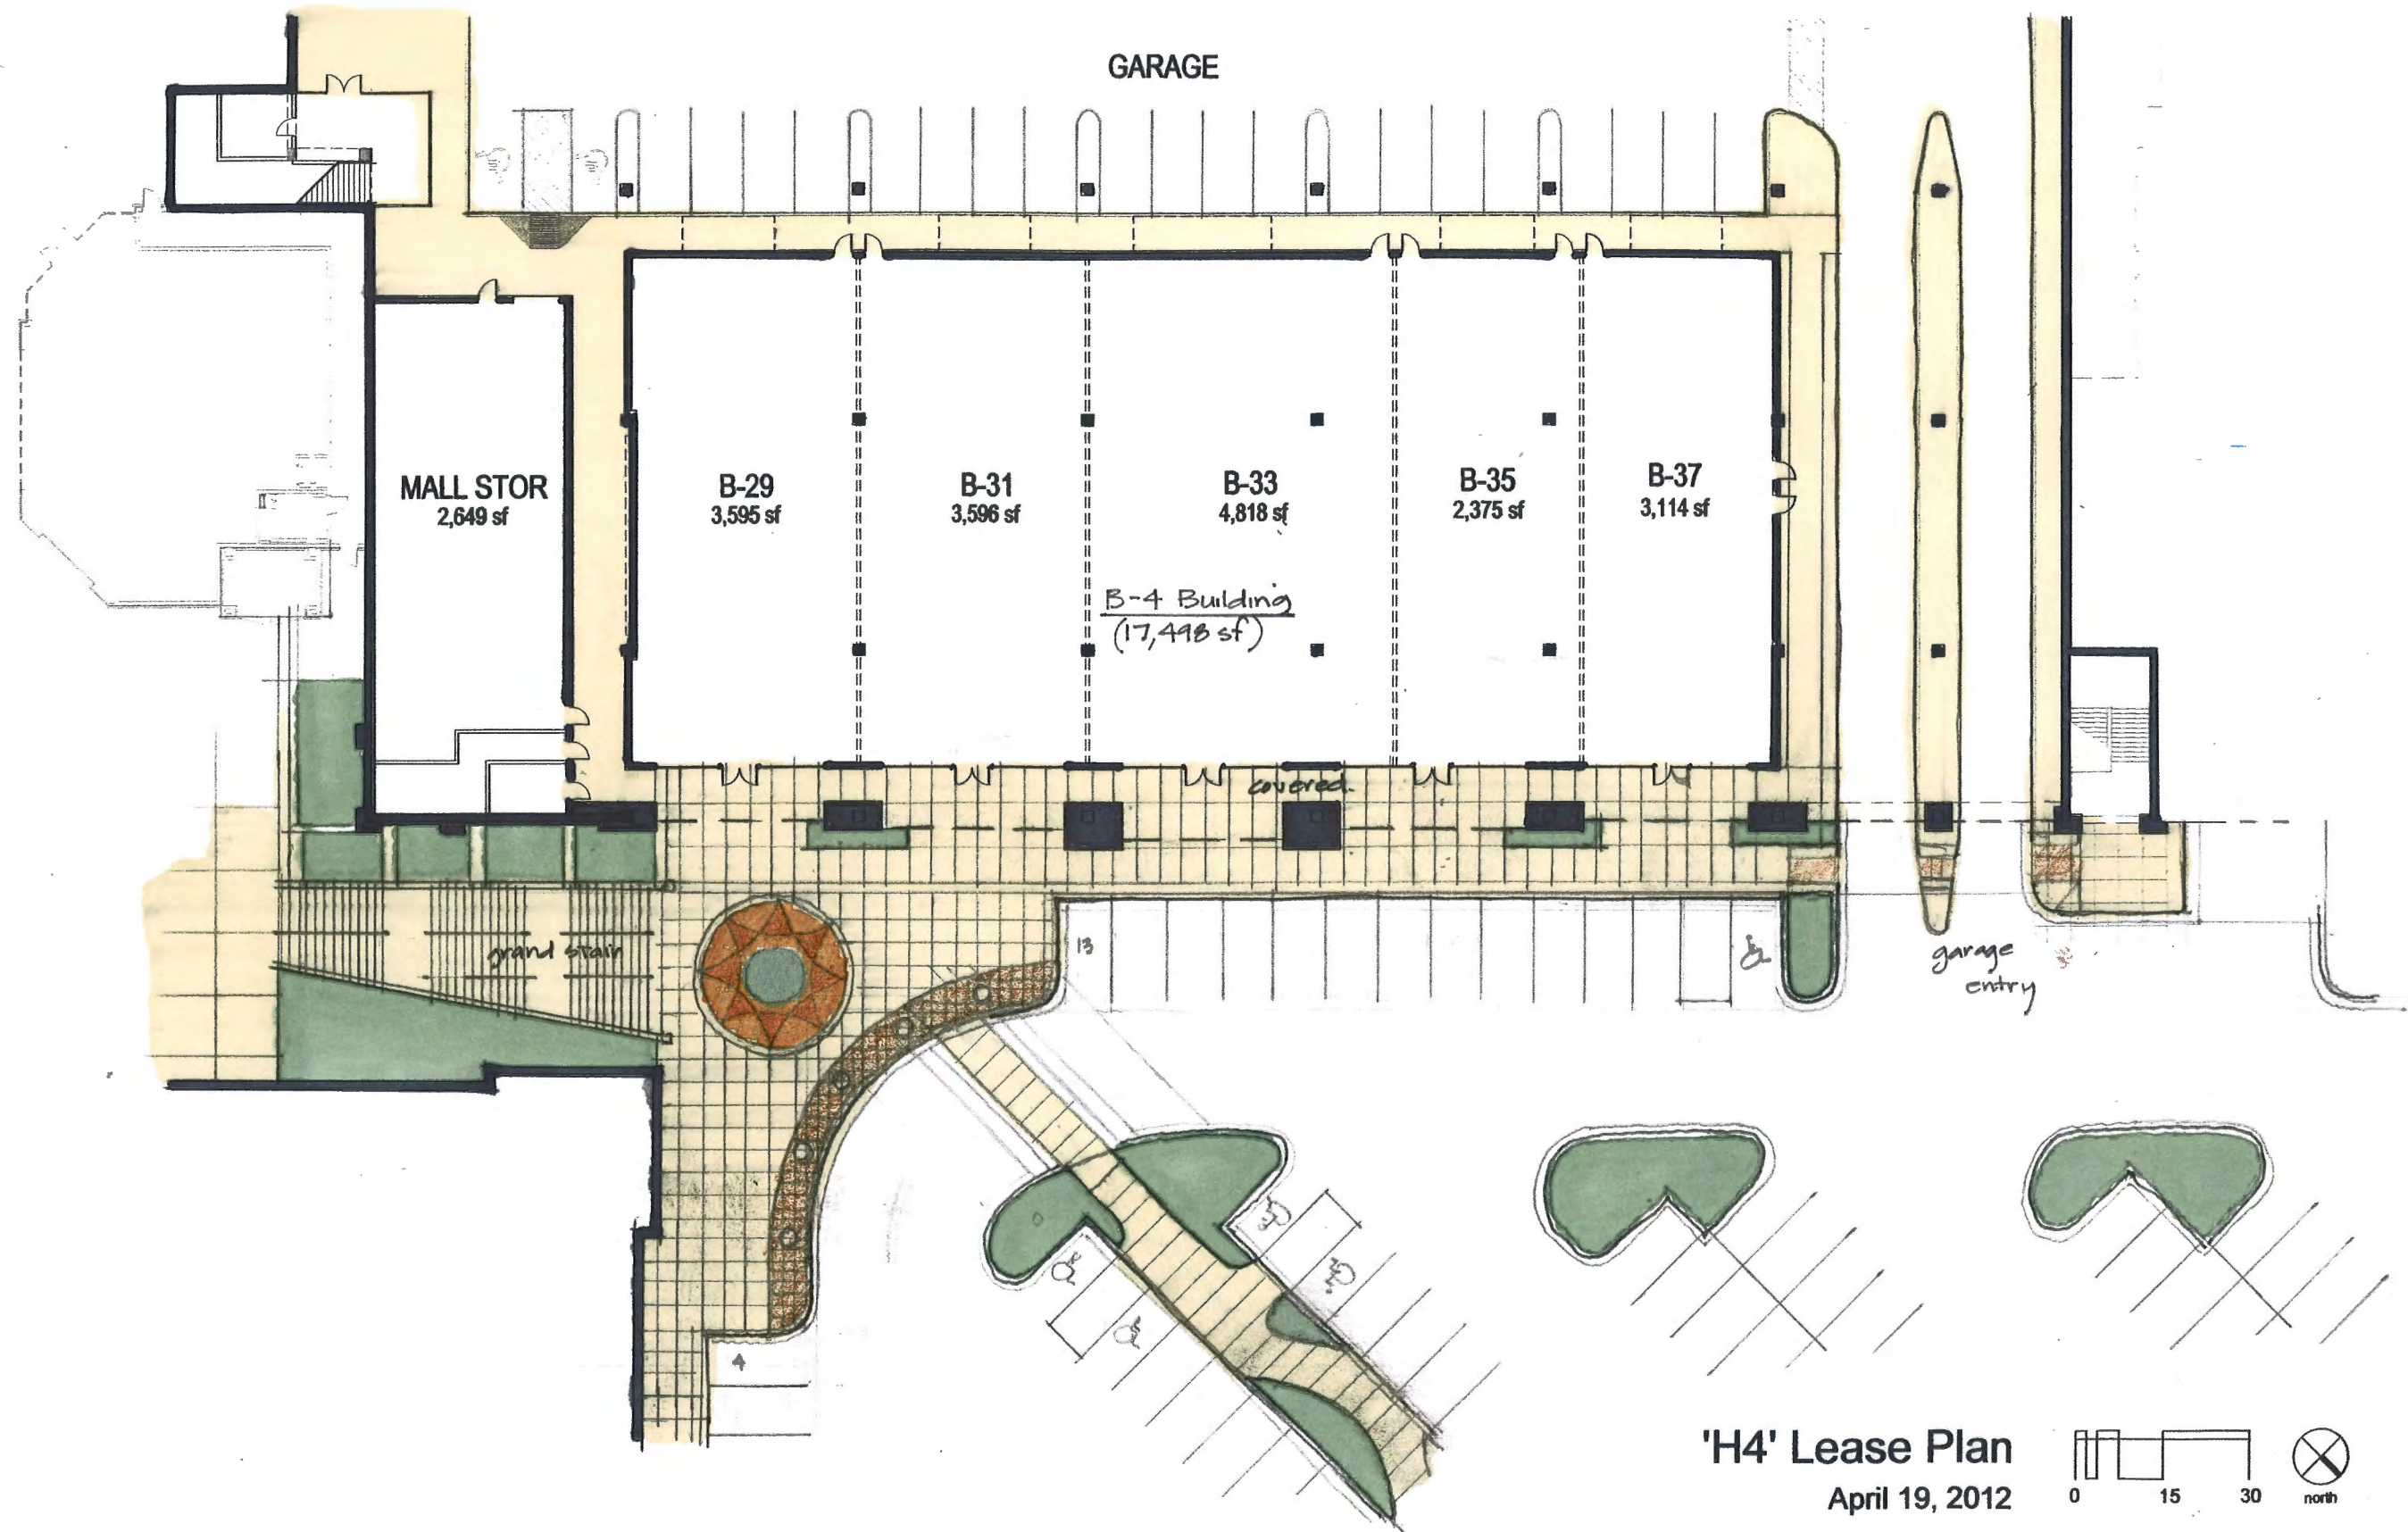 GARAGE
MALL STOR
2,649 sf
B-29
3,595 sf
B-31
3,596 sf
B-33
4,818 sf
B-35
2,375 sf
B-37
3,114 sf
B-4 Building
(17,498 sf)
covered.
grand stair
13
garage
entry
4
'H4' Lease Plan
April 19, 2012
0 15 30
north